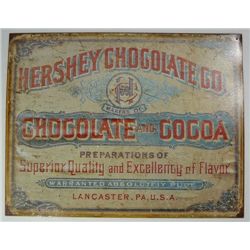 HERSHEY CHOCOLATE CO.
MAKERS OF
CHOCOLATE AND COCOA
PREPARATIONS OF
Superior Quality and Excellency of Flavor
WARRANTED ABSOLUTELY PURE
LANCASTER, PA., U.S.A.